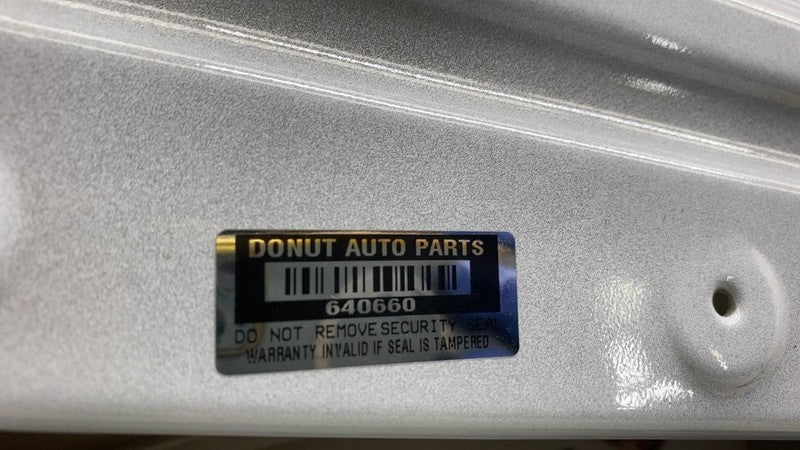 DONUT AUTO PARTS
640660
DO NOT REMOVE SECURITY SEAL
WARRANTY INVALID IF SEAL IS TAMPERED